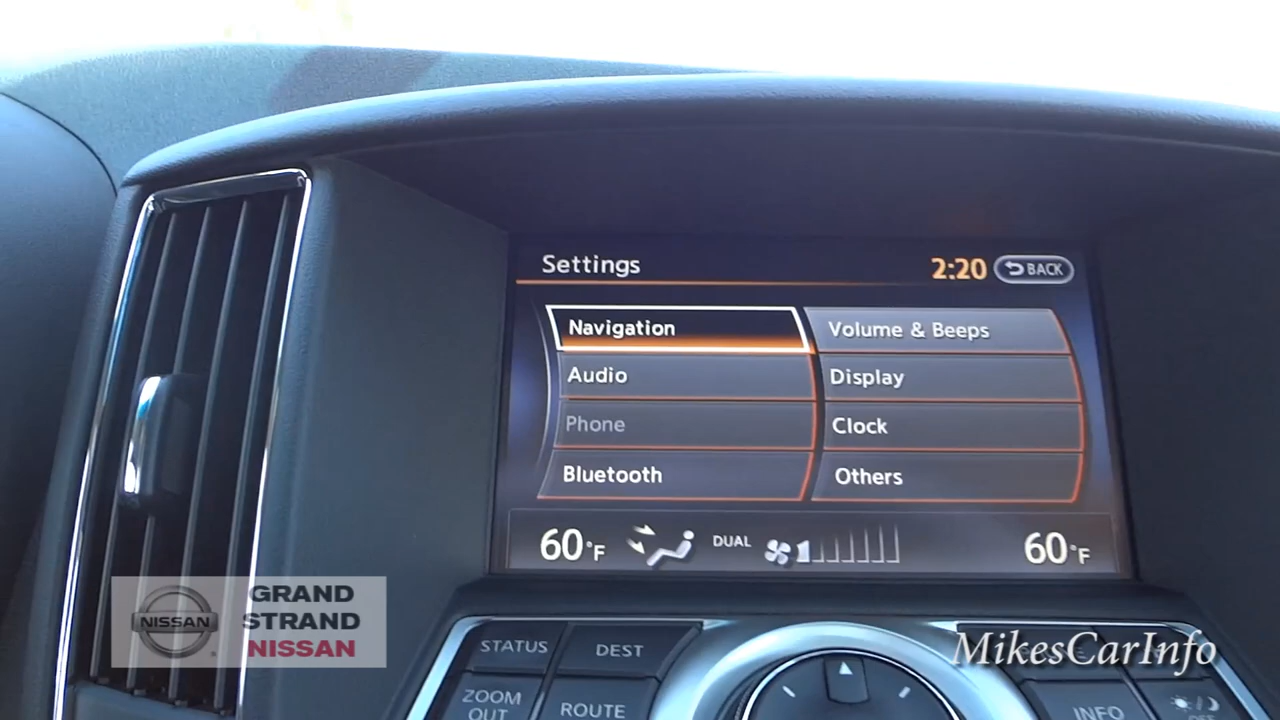 Settings
2:20
BACK
Navigation
Volume & Beeps
Audio
Display
Phone
Clock
Bluetooth
Others
60°F
DUAL
60°F
NISSAN
GRAND
STRAND
NISSAN
STATUS
DEST
ZOOM
OUT
ROUTE
MikesCarInfo
INFO